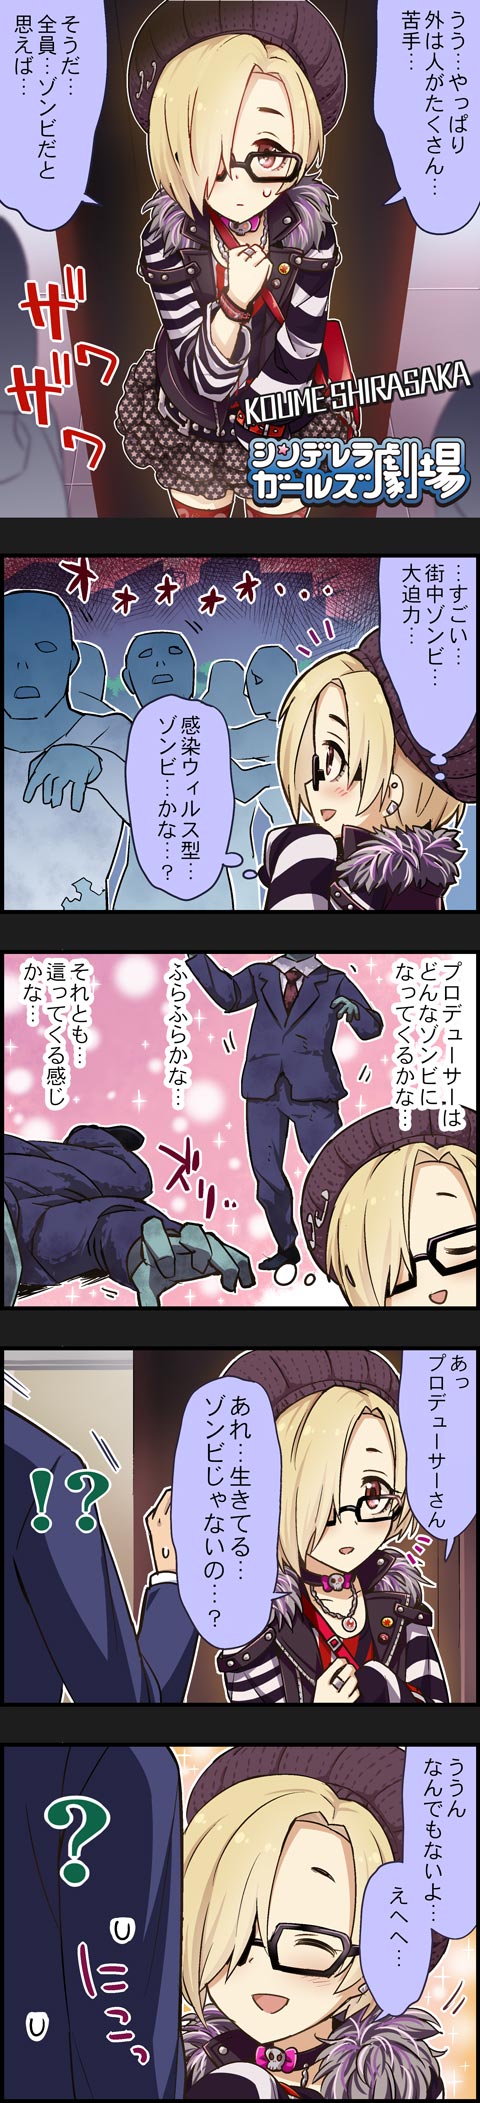 うう…やっぱり
外は人がたくさん…
苦手…
そうだ…
全員…ゾンビだと
思えば…
ザワ
ザワ
KOUME SHIRASAKA
シンデレラ
ガールズ劇場
…すごい…
街中ゾンビ…
大迫力…
オォォォォ…
感染ウィルス型…
ゾンビ…かな…?
プロデューサーは
どんなゾンビに
なってくるかな…
ふらふらかな…
それとも…
這ってくる感じ
かな…
ズズッ
あっ
プロデューサーさん
あれ…生きてる…
ゾンビじゃないの…?
!?
ううん
なんでもないよ…
えへへ…
?
にこっ